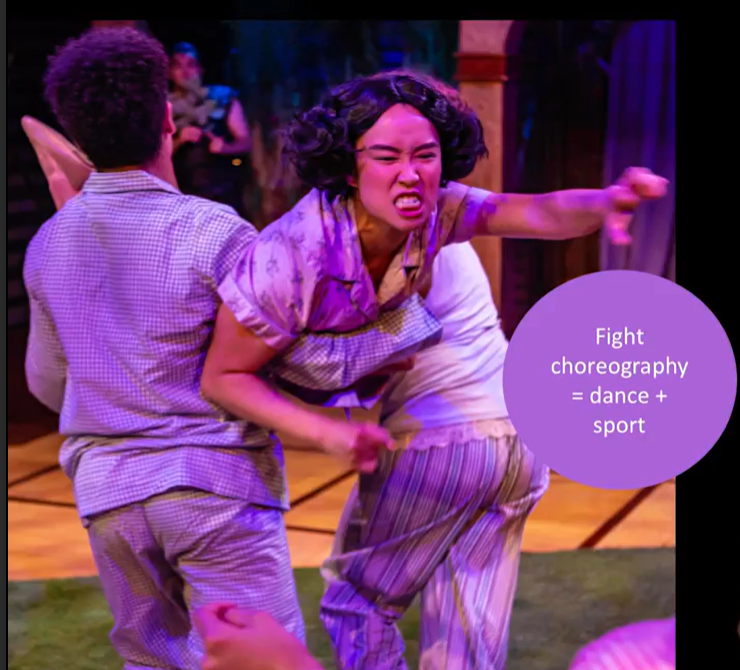 Fight
choreography
= dance +
sport